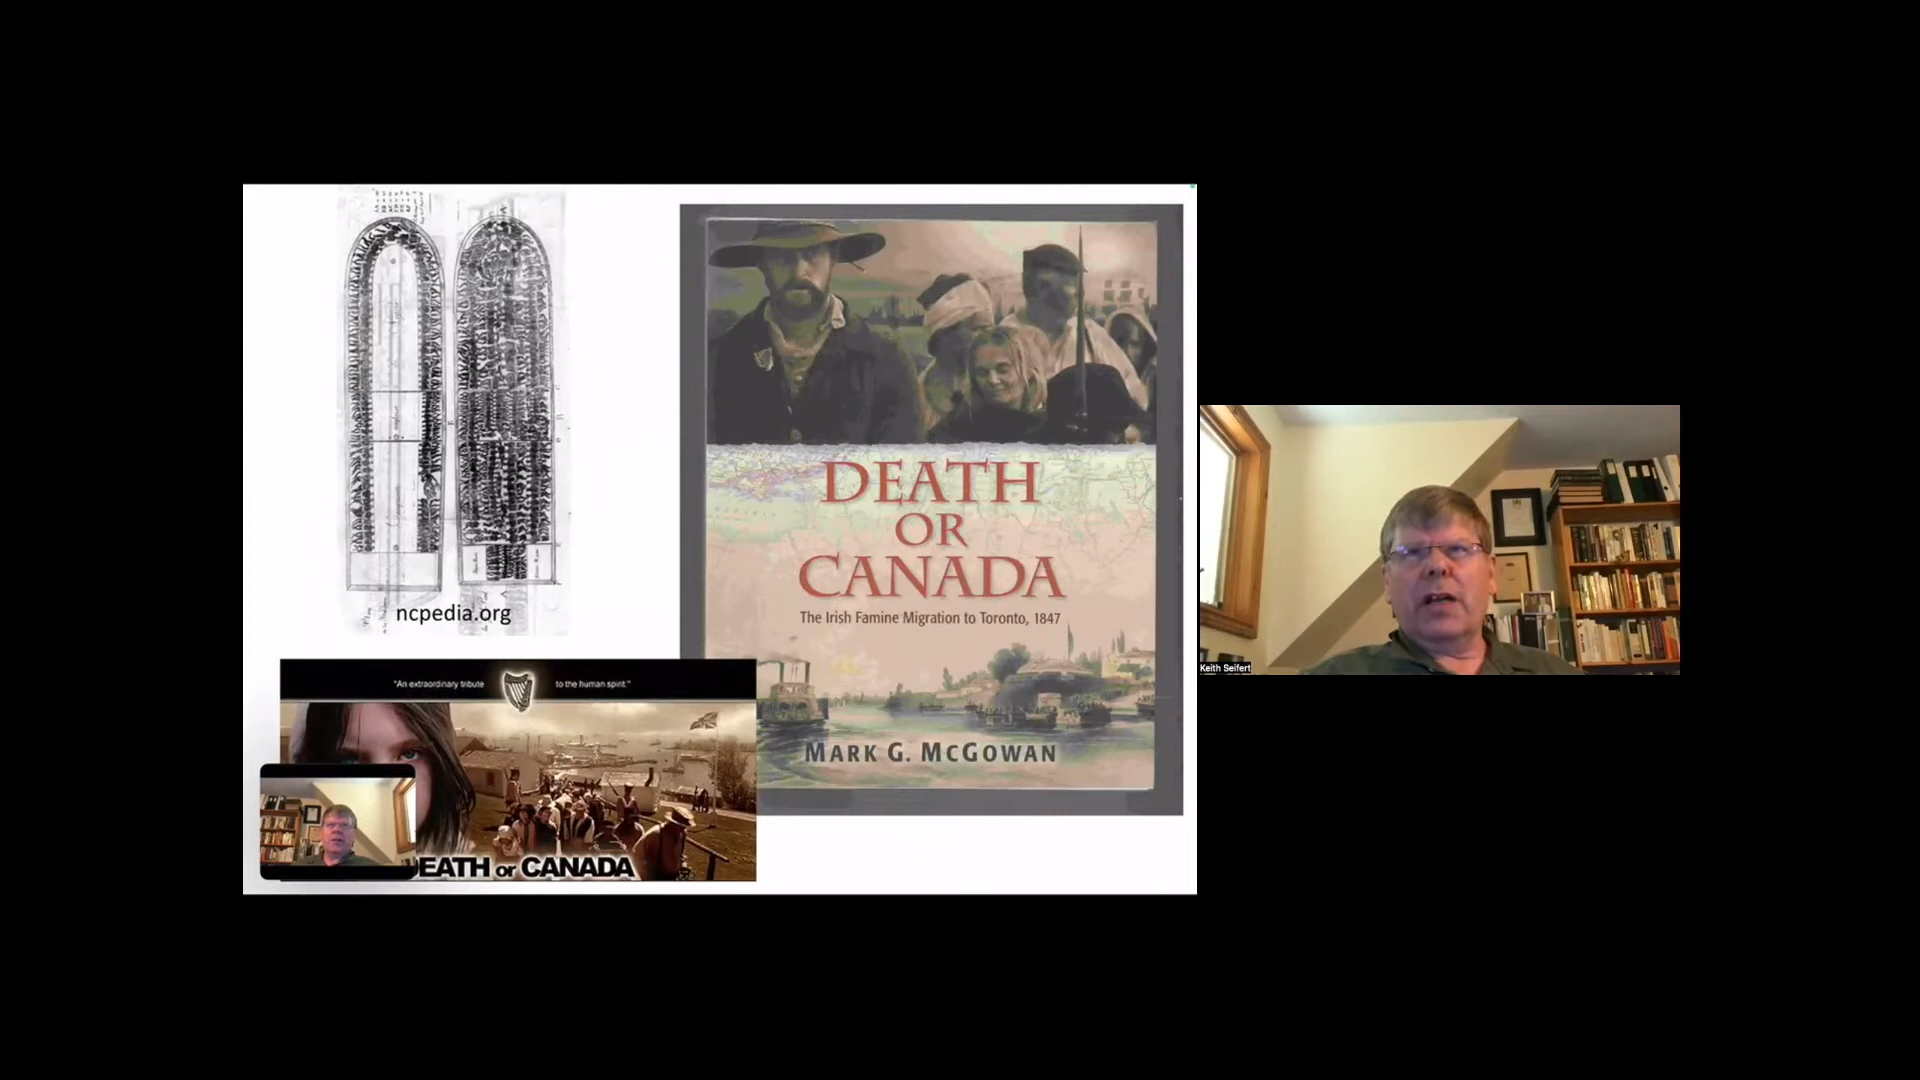 ncpedia.org
"An extraordinary tribute to the human spirit."
EATH or CANADA
DEATH
OR
CANADA
The Irish Famine Migration to Toronto, 1847
MARK G. MCGOWAN
Keith Seifert